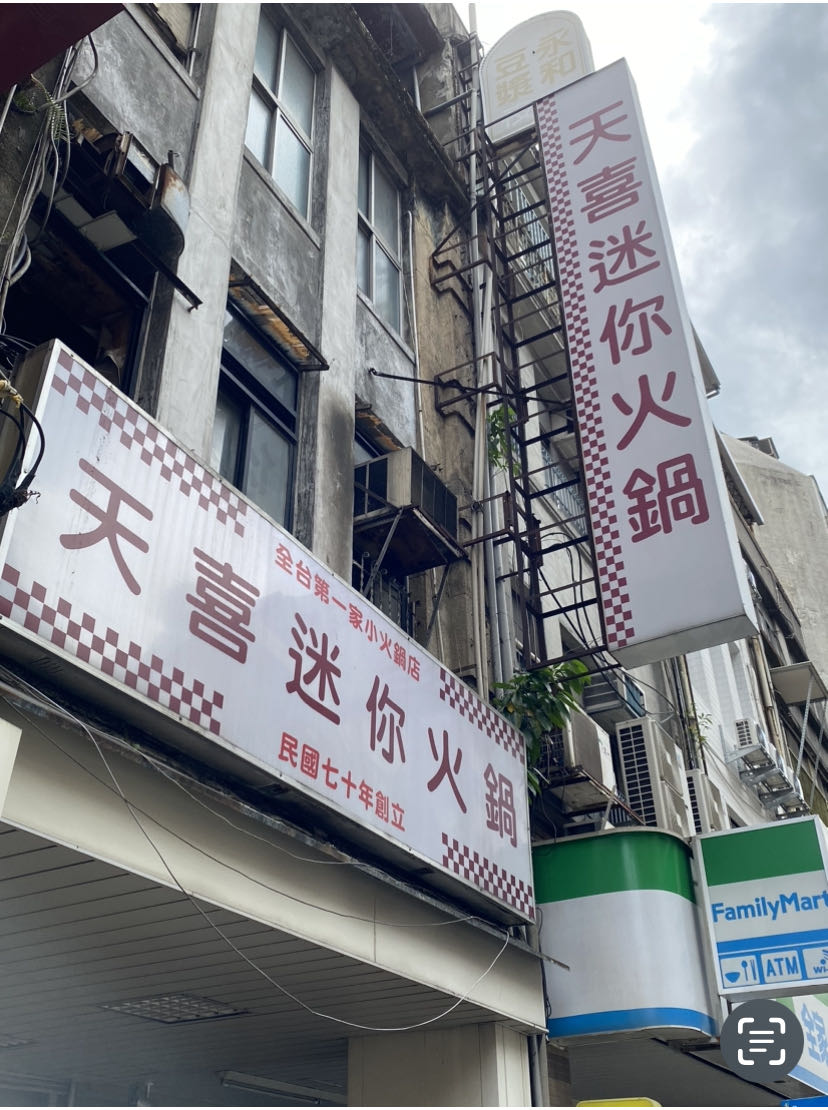 永和
豆漿
天喜迷你火鍋
全台第一家小火鍋店
天喜迷你火鍋
民國七十年創立
FamilyMart
ATM